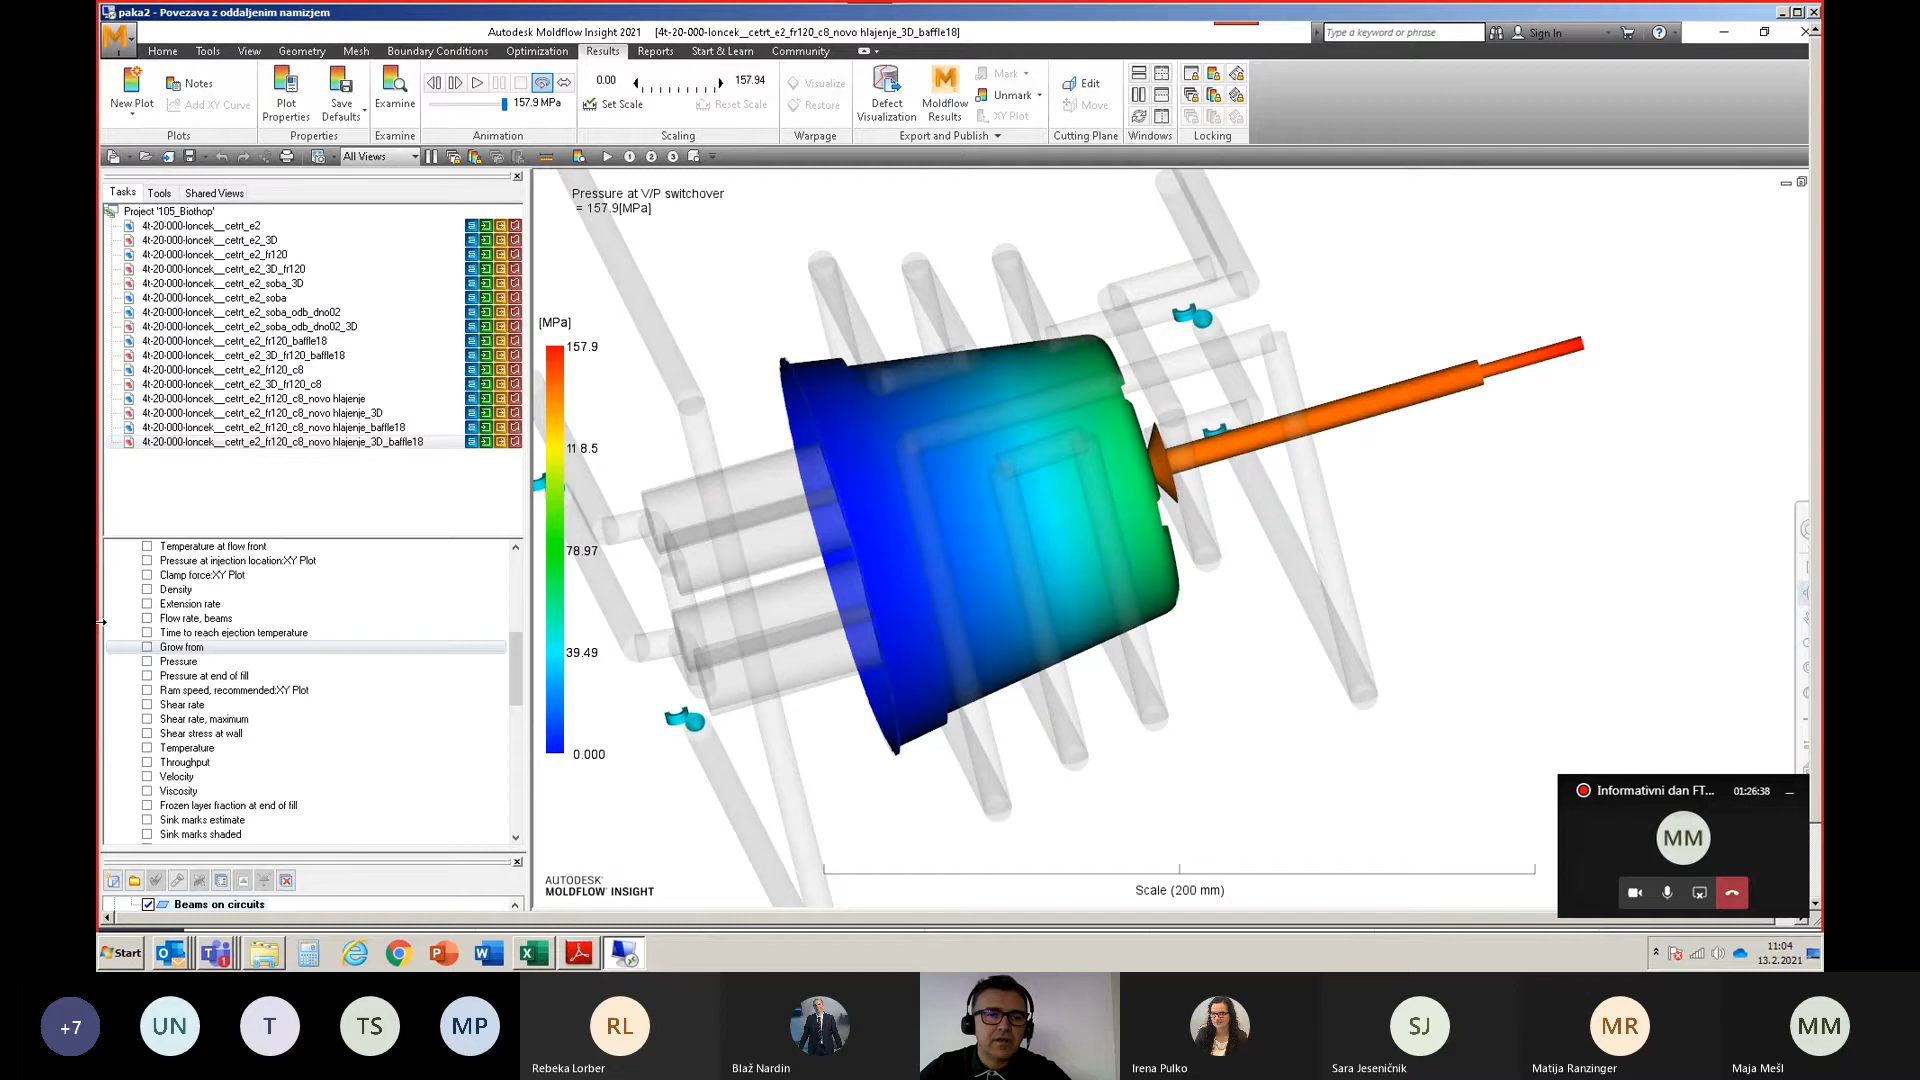 paka2 - Povezava z oddaljenim namizjem
Autodesk Moldflow Insight 2021 [4t-20-000-loncek__cetrt_e2_fr120_c8_novo hlajenje_3D_baffle18]
Type a keyword or phrase
Sign In
Home Tools View Geometry Mesh Boundary Conditions Optimization Results Reports Start & Learn Community
New Plot
Notes
Add XY Curve
Plots
Plot Properties
Save Defaults
Properties
Examine
Examine
157.9 MPa
Animation
0.00 157.94
Set Scale
Reset Scale
Scaling
Visualize
Restore
Warpage
Defect Visualization
Moldflow Results
Mark
Unmark
XY Plot
Export and Publish
Edit
Move
Cutting Plane
Windows
Locking
All Views
Tasks Tools Shared Views
Project '105_Biothop'
4t-20-000-loncek__cetrt_e2
4t-20-000-loncek__cetrt_e2_3D
4t-20-000-loncek__cetrt_e2_fr120
4t-20-000-loncek__cetrt_e2_3D_fr120
4t-20-000-loncek__cetrt_e2_soba_3D
4t-20-000-loncek__cetrt_e2_soba
4t-20-000-loncek__cetrt_e2_soba_odb_dno02
4t-20-000-loncek__cetrt_e2_soba_odb_dno02_3D
4t-20-000-loncek__cetrt_e2_fr120_baffle18
4t-20-000-loncek__cetrt_e2_3D_fr120_baffle18
4t-20-000-loncek__cetrt_e2_fr120_c8
4t-20-000-loncek__cetrt_e2_3D_fr120_c8
4t-20-000-loncek__cetrt_e2_fr120_c8_novo hlajenje
4t-20-000-loncek__cetrt_e2_fr120_c8_novo hlajenje_3D
4t-20-000-loncek__cetrt_e2_fr120_c8_novo hlajenje_baffle18
4t-20-000-loncek__cetrt_e2_fr120_c8_novo hlajenje_3D_baffle18
Temperature at flow front
Pressure at injection location:XY Plot
Clamp force:XY Plot
Density
Extension rate
Flow rate, beams
Time to reach ejection temperature
Grow from
Pressure
Pressure at end of fill
Ram speed, recommended:XY Plot
Shear rate
Shear rate, maximum
Shear stress at wall
Temperature
Throughput
Velocity
Viscosity
Frozen layer fraction at end of fill
Sink marks estimate
Sink marks shaded
Beams on circuits
Pressure at V/P switchover
= 157.9[MPa]
[MPa]
157.9
118.5
78.97
39.49
0.000
AUTODESK'
MOLDFLOW INSIGHT
Scale (200 mm)
Informativni dan FT...
01:26:38
MM
Start
11:04
13.2.2021
+7
UN
T
TS
MP
RL
Rebeka Lorber
Blaž Nardin
Irena Pulko
SJ
Sara Jeseničnik
MR
Matija Ranzinger
MM
Maja Mešl